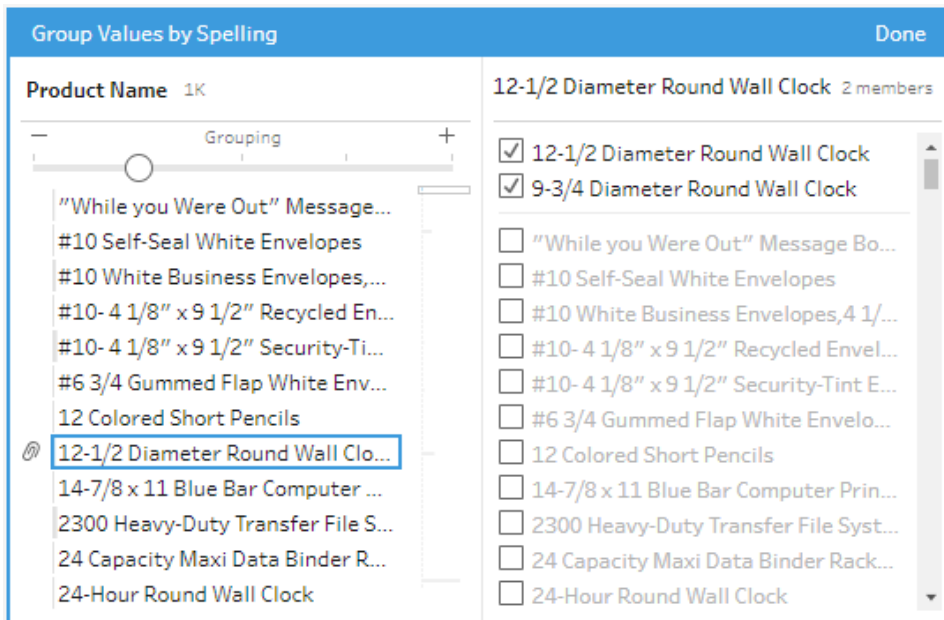 Group Values by Spelling Done
Product Name 1K
Grouping
”While you Were Out” Message...
#10 Self-Seal White Envelopes
#10 White Business Envelopes,...
#10- 4 1/8” x 9 1/2” Recycled En...
#10- 4 1/8” x 9 1/2” Security-Ti...
#6 3/4 Gummed Flap White Env...
12 Colored Short Pencils
12-1/2 Diameter Round Wall Clo...
14-7/8 x 11 Blue Bar Computer ...
2300 Heavy-Duty Transfer File S...
24 Capacity Maxi Data Binder R...
24-Hour Round Wall Clock
12-1/2 Diameter Round Wall Clock 2 members
12-1/2 Diameter Round Wall Clock
9-3/4 Diameter Round Wall Clock
”While you Were Out” Message Bo...
#10 Self-Seal White Envelopes
#10 White Business Envelopes,4 1/...
#10- 4 1/8” x 9 1/2” Recycled Envel...
#10- 4 1/8” x 9 1/2” Security-Tint E...
#6 3/4 Gummed Flap White Envelo...
12 Colored Short Pencils
14-7/8 x 11 Blue Bar Computer Prin...
2300 Heavy-Duty Transfer File Syst...
24 Capacity Maxi Data Binder Rack...
24-Hour Round Wall Clock